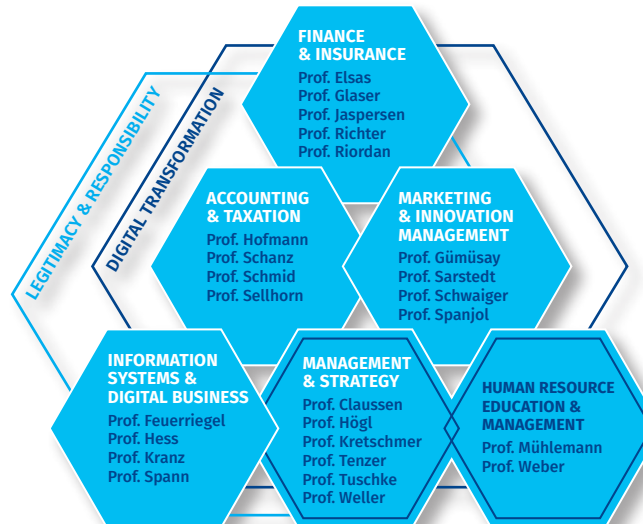 FINANCE
& INSURANCE
Prof. Elsas
Prof. Glaser
Prof. Jaspersen
Prof. Richter
Prof. Riordan
LEGITIMACY & RESPONSIBILITY
DIGITAL TRANSFORMATION
ACCOUNTING
& TAXATION
Prof. Hofmann
Prof. Schanz
Prof. Schmid
Prof. Sellhorn
MARKETING
& INNOVATION
MANAGEMENT
Prof. Gümüsay
Prof. Sarstedt
Prof. Schwaiger
Prof. Spanjol
INFORMATION
SYSTEMS &
DIGITAL BUSINESS
Prof. Feuerriegel
Prof. Hess
Prof. Kranz
Prof. Spann
MANAGEMENT
& STRATEGY
Prof. Claussen
Prof. Högl
Prof. Kretschmer
Prof. Tenzer
Prof. Tuschke
Prof. Weller
HUMAN RESOURCE
EDUCATION &
MANAGEMENT
Prof. Mühlemann
Prof. Weber